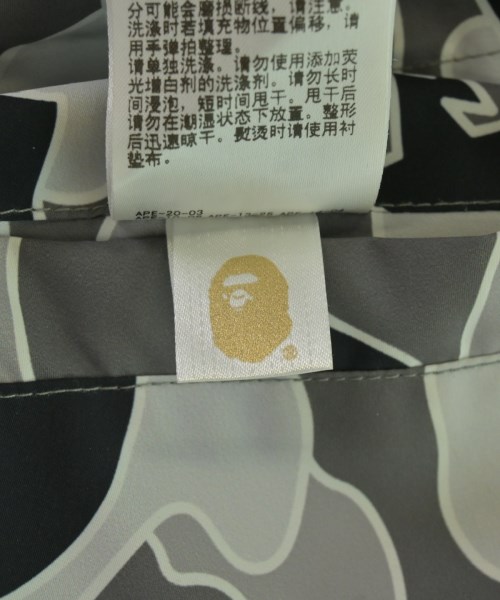 分可能会磨损断线，请注意。
洗涤时若填充物位置偏移，请
用手弹拍整理。
请单独洗涤。请勿使用添加荧
光增白剂的洗涤剂。请勿长时
间浸泡，短时间甩干。甩干后
请勿在潮湿状态下放置。整形
后迅速晾干。熨烫时请使用衬
垫布。
®